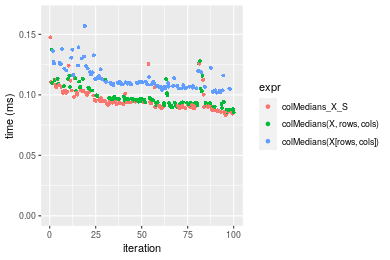 0.15
0.10
0.05
0.00
time (ms)
0 25 50 75 100
iteration
expr
colMedians_X_S
colMedians(X, rows, cols)
colMedians(X[rows, cols])